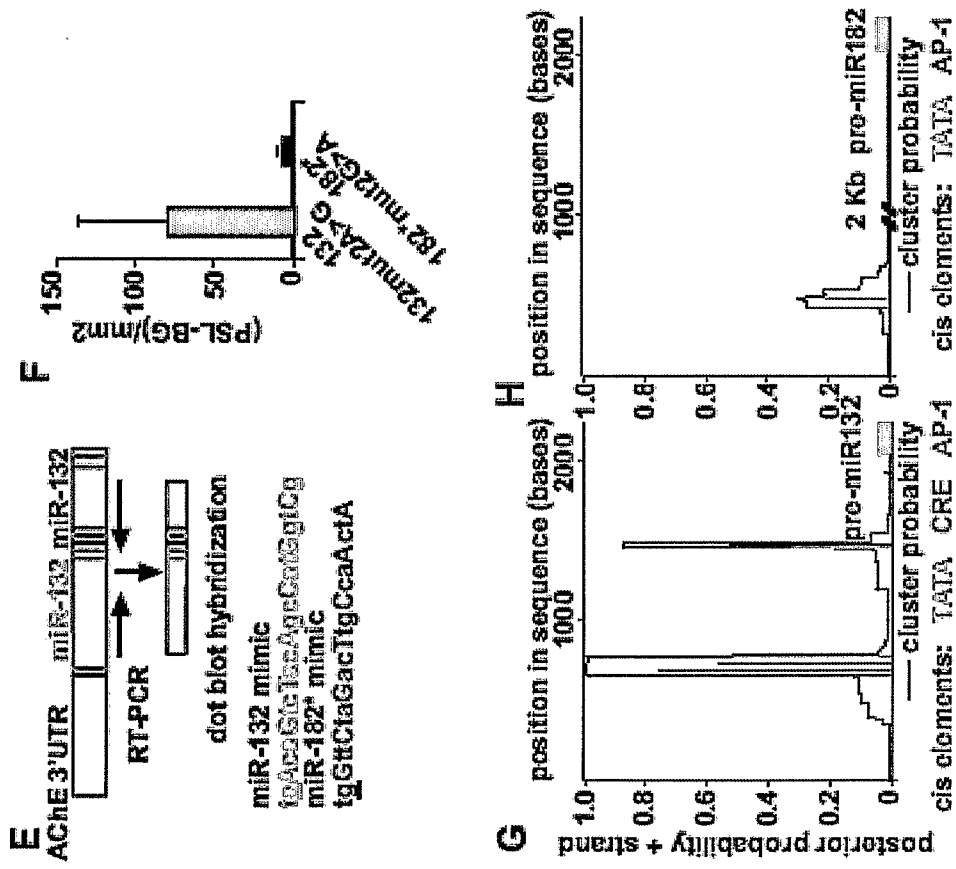 E
AChE 3'UTR miR-132 miR-132
RT-PCR
dot blot hybridization
miR-132 mimic
miR-182* mimic
tgGttCtaGacTtgCcaActA
F
(PSL-BG)/mm2
150
100
50
0
132
132mut2A>G
182*
182*mut2G>A
G
position in sequence (bases)
1000 2000
posterior probability + strand
1.0
0.8
0.6
0.4
0.2
0
pro-miR132
cluster probability
cis elements: TATA CRE AP-1
H
position in sequence (bases)
1000 2000
1.0
0.8
0.6
0.4
0.2
0
2 Kb pro-miR182
cluster probability
cis elements: TATA AP-1